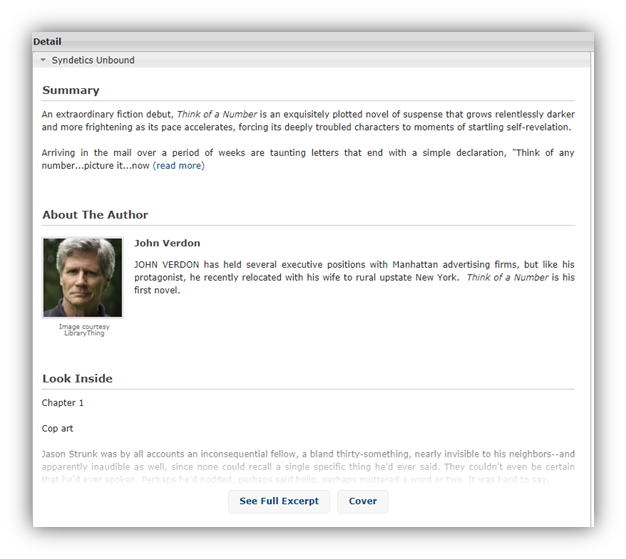 Detail
Syndetics Unbound
Summary
An extraordinary fiction debut, Think of a Number is an exquisitely plotted novel of suspense that grows relentlessly darker
and more frightening as its pace accelerates, forcing its deeply troubled characters to moments of startling self-revelation.
Arriving in the mail over a period of weeks are taunting letters that end with a simple declaration, "Think of any
number...picture it...now (read more)
About The Author
John Verdon
JOHN VERDON has held several executive positions with Manhattan advertising firms, but like his
protagonist, he recently relocated with his wife to rural upstate New York. Think of a Number is his
first novel.
Image courtesy
LibraryThing
Look Inside
Chapter 1
Cop art
Jason Strunk was by all accounts an inconsequential fellow, a bland thirty-something, nearly invisible to his neighbors--and
apparently inaudible as well, since none could recall a single specific thing he'd ever said. They couldn't even be certain
that he'd ever spoken. Perhaps he'd nodded, perhaps said hello, perhaps muttered a word or two. It was hard to say.
See Full Excerpt
Cover